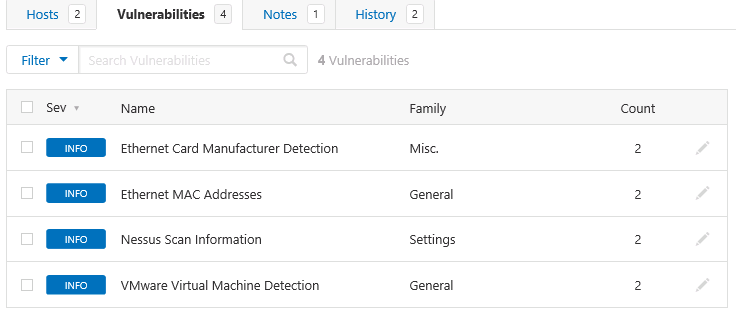 Hosts 2 Vulnerabilities 4 Notes 1 History 2
Filter Search Vulnerabilities 4 Vulnerabilities
Sev Name Family Count
INFO Ethernet Card Manufacturer Detection Misc. 2
INFO Ethernet MAC Addresses General 2
INFO Nessus Scan Information Settings 2
INFO VMware Virtual Machine Detection General 2